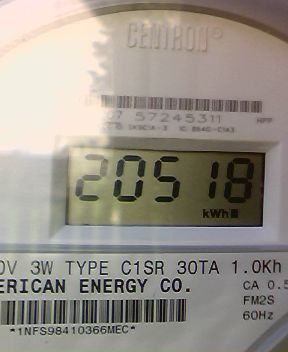 CENTRON®
57245311
20518
kWh
0V 3W TYPE C1SR 30TA 1.0Kh
ERICAN ENERGY CO. CA 0.5
FM2S
60Hz
*1NFS98410366MEC*